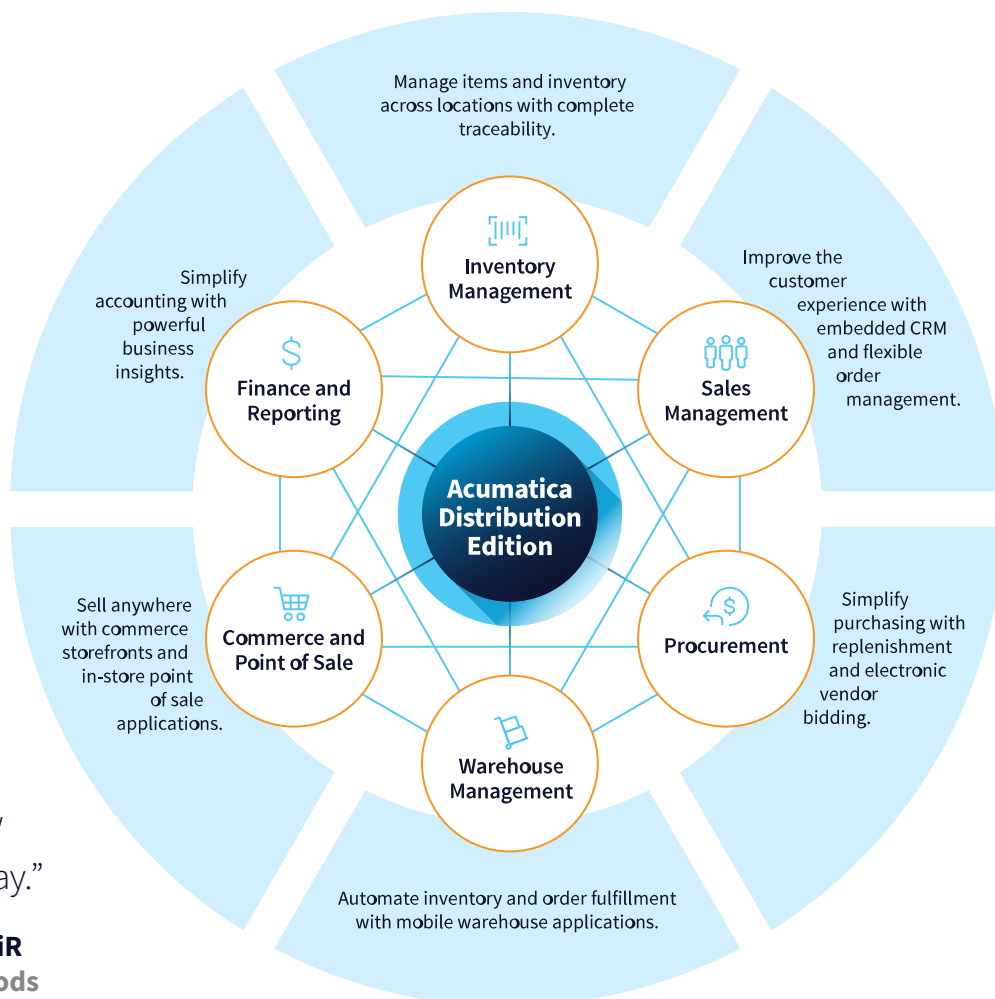 Manage items and inventory
across locations with complete
traceability.
Inventory
Management
Improve the
customer
experience with
embedded CRM
and flexible
order
management.
Sales
Management
Simplify
purchasing with
replenishment
and electronic
vendor
bidding.
Procurement
Automate inventory and order fulfillment
with mobile warehouse applications.
Warehouse
Management
Sell anywhere
with commerce
storefronts and
in-store point
of sale
applications.
Commerce and
Point of Sale
Simplify
accounting with
powerful
business
insights.
Finance and
Reporting
Acumatica
Distribution
Edition
ay.”
iR
ods